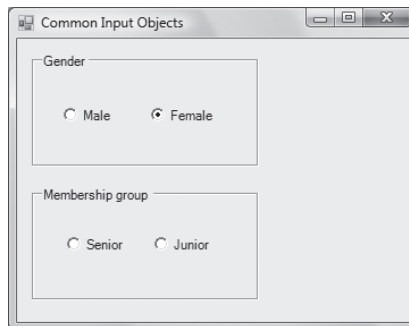 Common Input Objects
Gender
Male Female
Membership group
Senior Junior